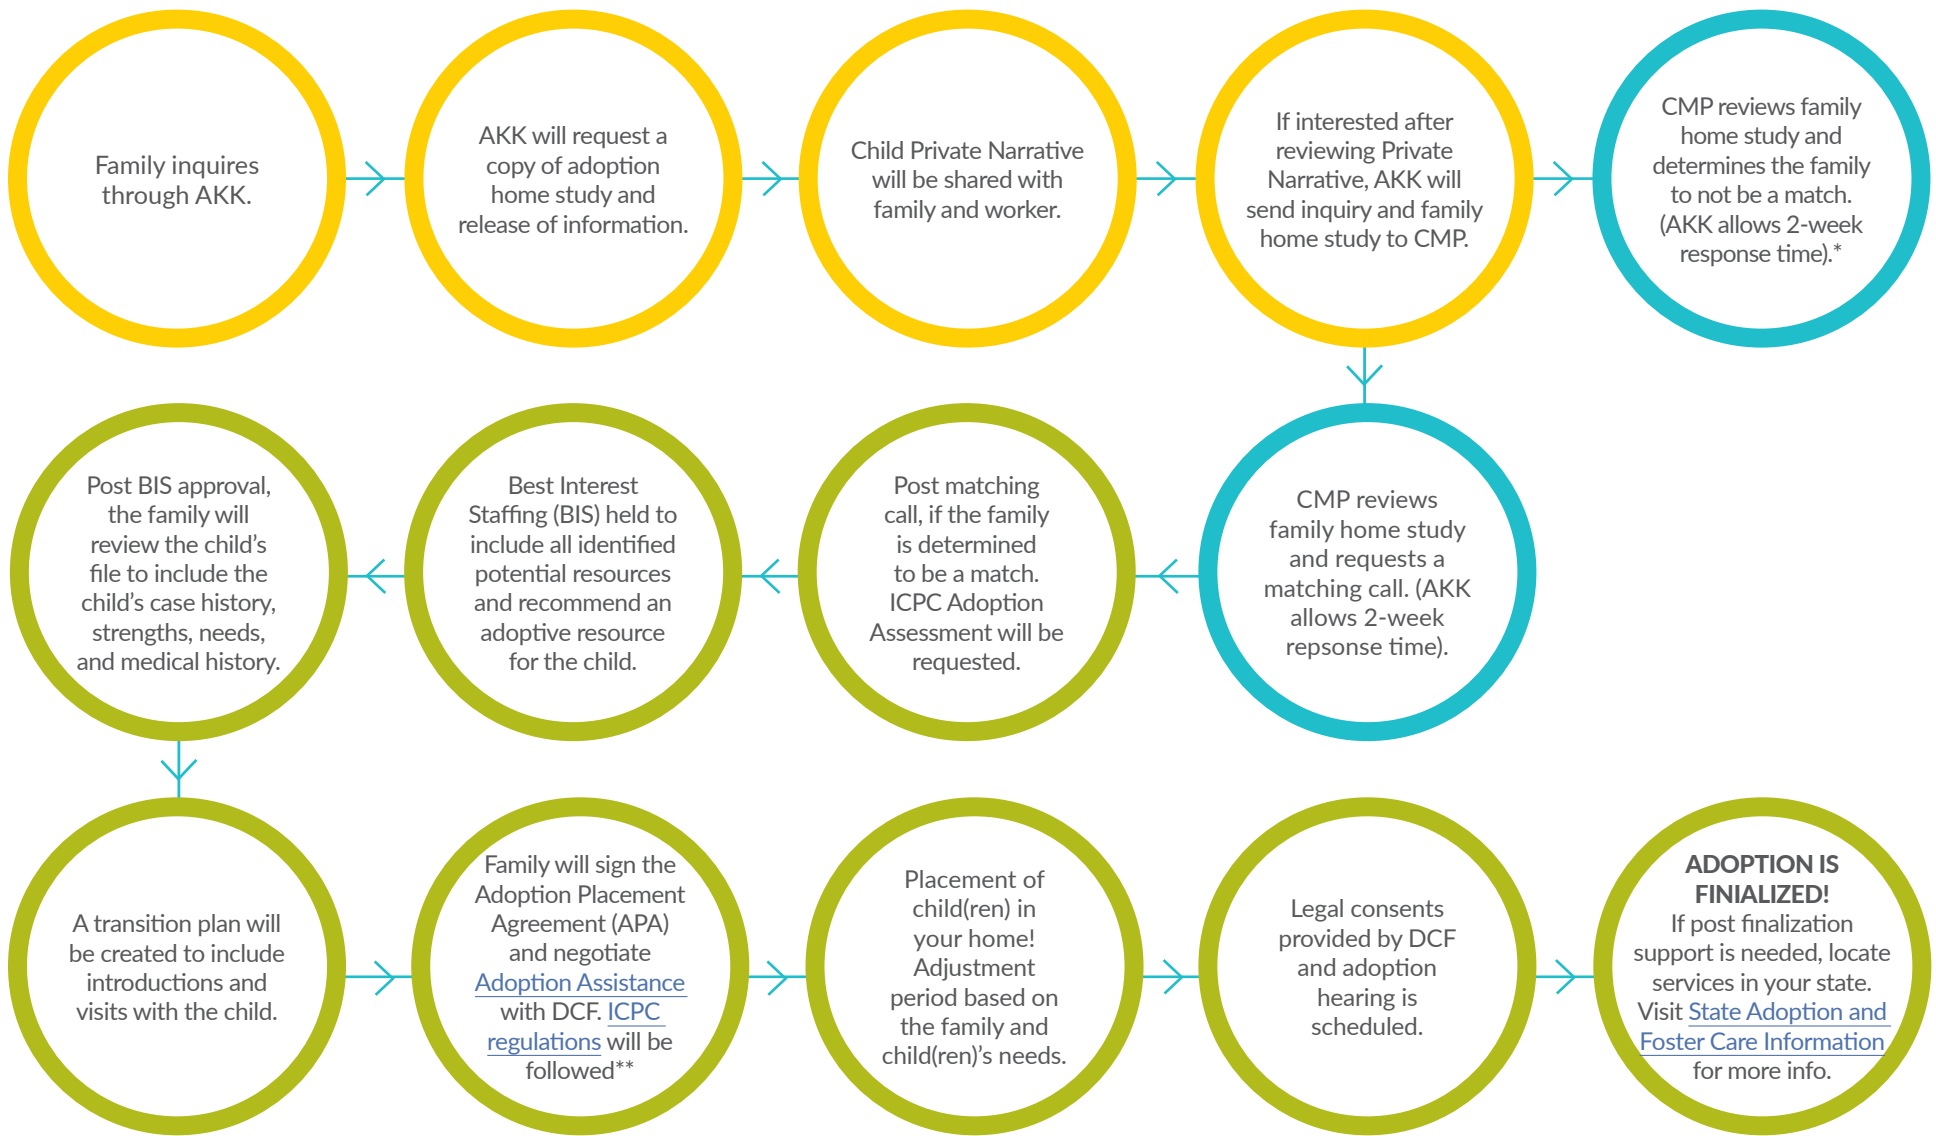 Family inquires
through AKK.
AKK will request a
copy of adoption
home study and
release of information.
Child Private Narrative
will be shared with
family and worker.
If interested after
reviewing Private
Narrative, AKK will
send inquiry and family
home study to CMP.
CMP reviews family
home study and
determines the family
to not be a match.
(AKK allows 2-week
response time).*
CMP reviews
family home study
and requests a
matching call. (AKK
allows 2-week
repsonse time).
Post matching
call, if the family
is determined
to be a match.
ICPC Adoption
Assessment will be
requested.
Best Interest
Staffing (BIS) held to
include all identified
potential resources
and recommend an
adoptive resource
for the child.
Post BIS approval,
the family will
review the child’s
file to include the
child’s case history,
strengths, needs,
and medical history.
A transition plan will
be created to include
introductions and
visits with the child.
Family will sign the
Adoption Placement
Agreement (APA)
and negotiate
Adoption Assistance
with DCF. ICPC
regulations will be
followed**
Placement of
child(ren) in
your home!
Adjustment
period based on
the family and
child(ren)’s needs.
Legal consents
provided by DCF
and adoption
hearing is
scheduled.
ADOPTION IS
FINIALIZED!
If post finalization
support is needed, locate
services in your state.
Visit State Adoption and
Foster Care Information
for more info.